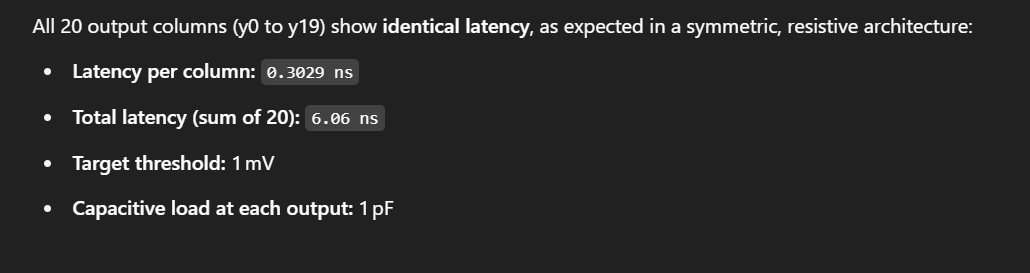 All 20 output columns (y0 to y19) show identical latency, as expected in a symmetric, resistive architecture:
• Latency per column: 0.3029 ns
• Total latency (sum of 20): 6.06 ns
• Target threshold: 1 mV
• Capacitive load at each output: 1 pF